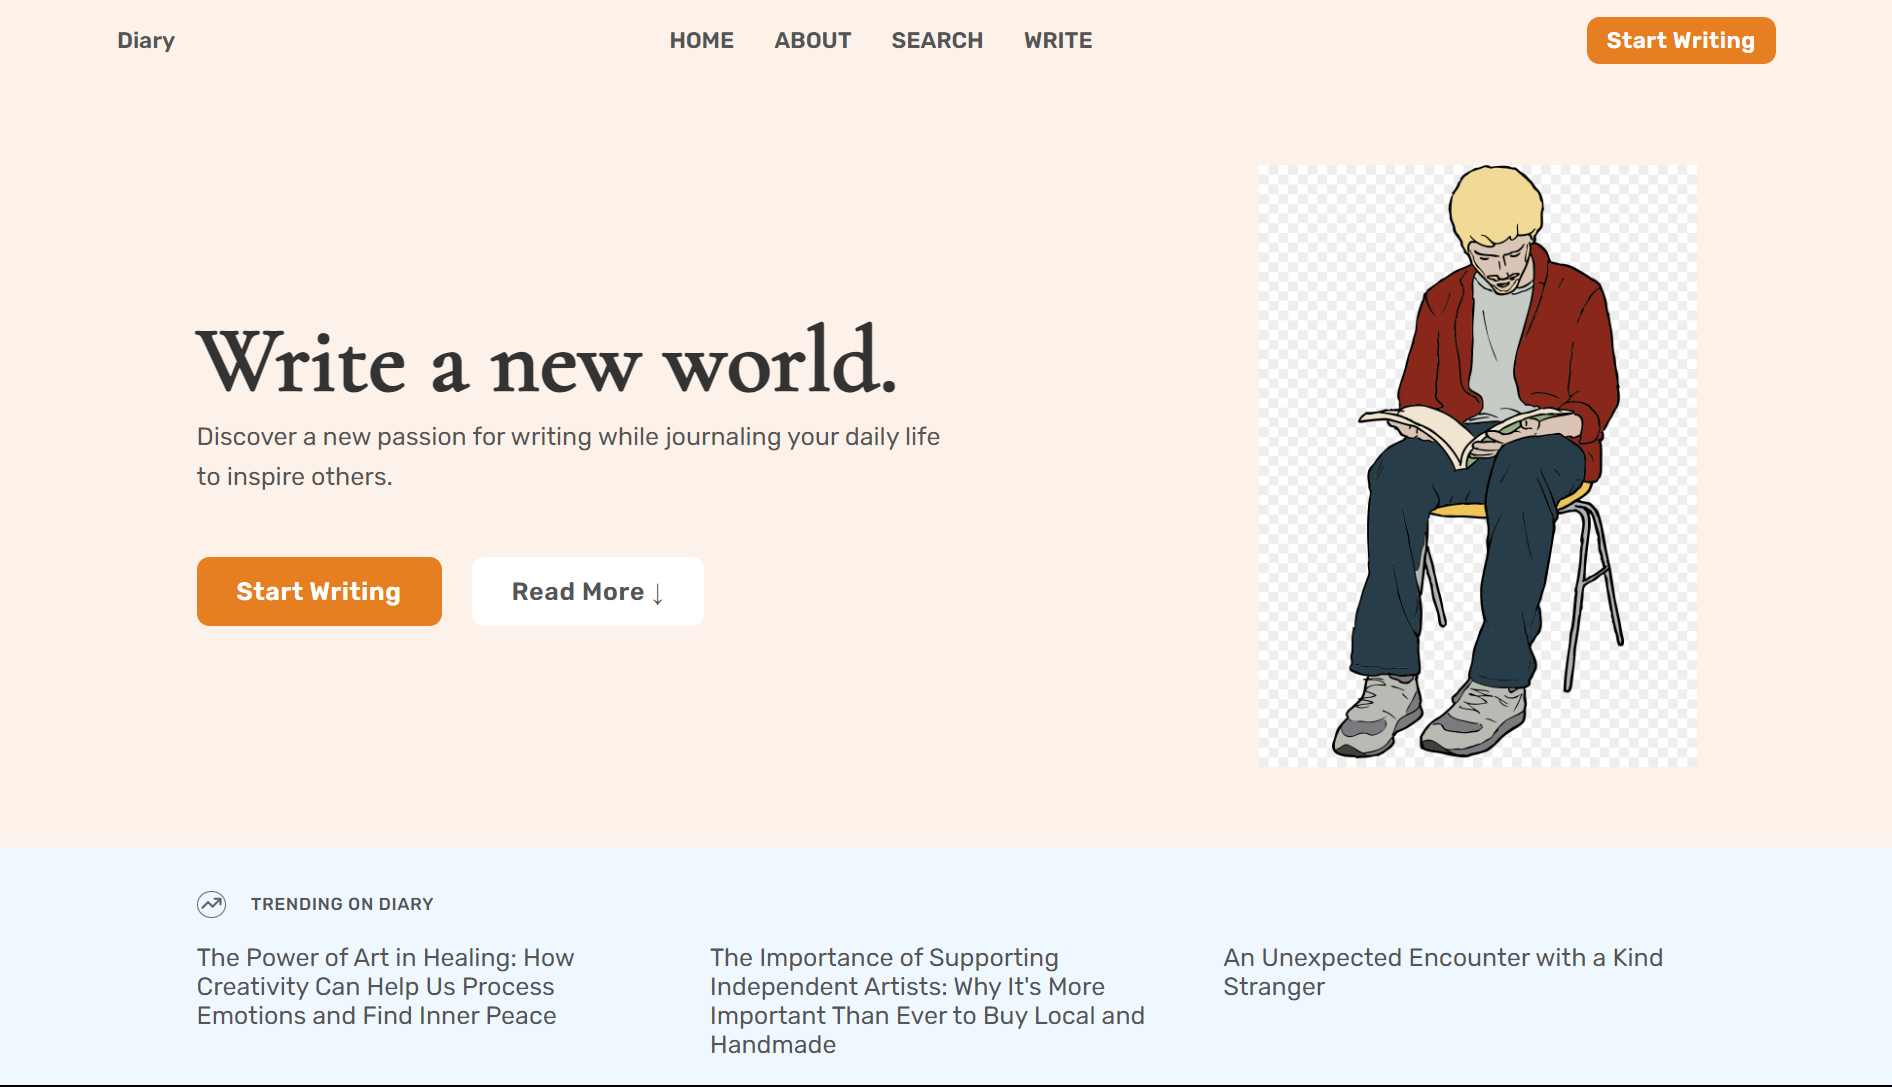 Diary
HOME
ABOUT
SEARCH
WRITE
Start Writing
Write a new world.
Discover a new passion for writing while journaling your daily life
to inspire others.
Start Writing
Read More ↓
TRENDING ON DIARY
The Power of Art in Healing: How
Creativity Can Help Us Process
Emotions and Find Inner Peace
The Importance of Supporting
Independent Artists: Why It's More
Important Than Ever to Buy Local and
Handmade
An Unexpected Encounter with a Kind
Stranger